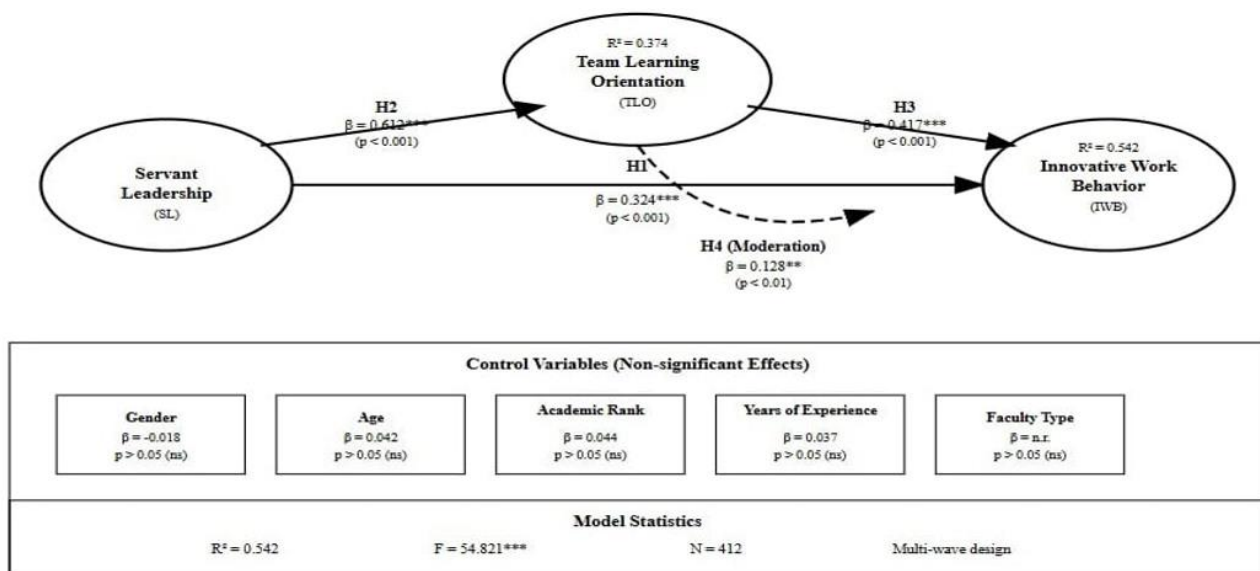 R² = 0.374
Team Learning
Orientation
(TLO)
H2
β = 0.612***
(p < 0.001)
H3
β = 0.417***
(p < 0.001)
Servant
Leadership
(SL)
H1
β = 0.324***
(p < 0.001)
R² = 0.542
Innovative Work
Behavior
(IWB)
H4 (Moderation)
β = 0.128**
(p < 0.01)
Control Variables (Non-significant Effects)
Gender
β = -0.018
p > 0.05 (ns)
Age
β = 0.042
p > 0.05 (ns)
Academic Rank
β = 0.044
p > 0.05 (ns)
Years of Experience
β = 0.037
p > 0.05 (ns)
Faculty Type
β = n.r.
p > 0.05 (ns)
Model Statistics
R² = 0.542 F = 54.821*** N = 412 Multi-wave design